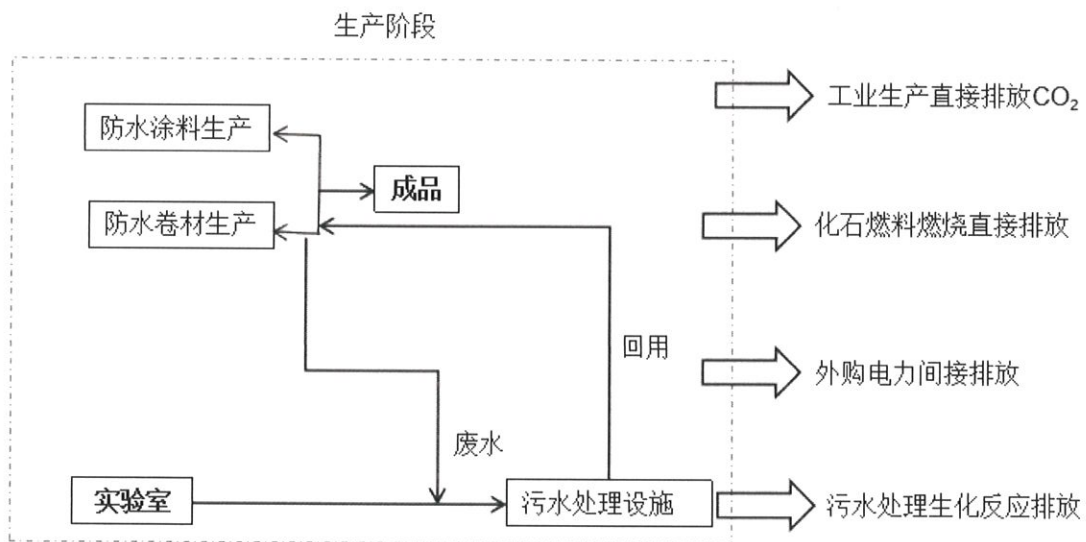 生产阶段
工业生产直接排放CO₂
防水涂料生产
成品
防水卷材生产
化石燃料燃烧直接排放
回用
外购电力间接排放
废水
实验室
污水处理设施
污水处理生化反应排放